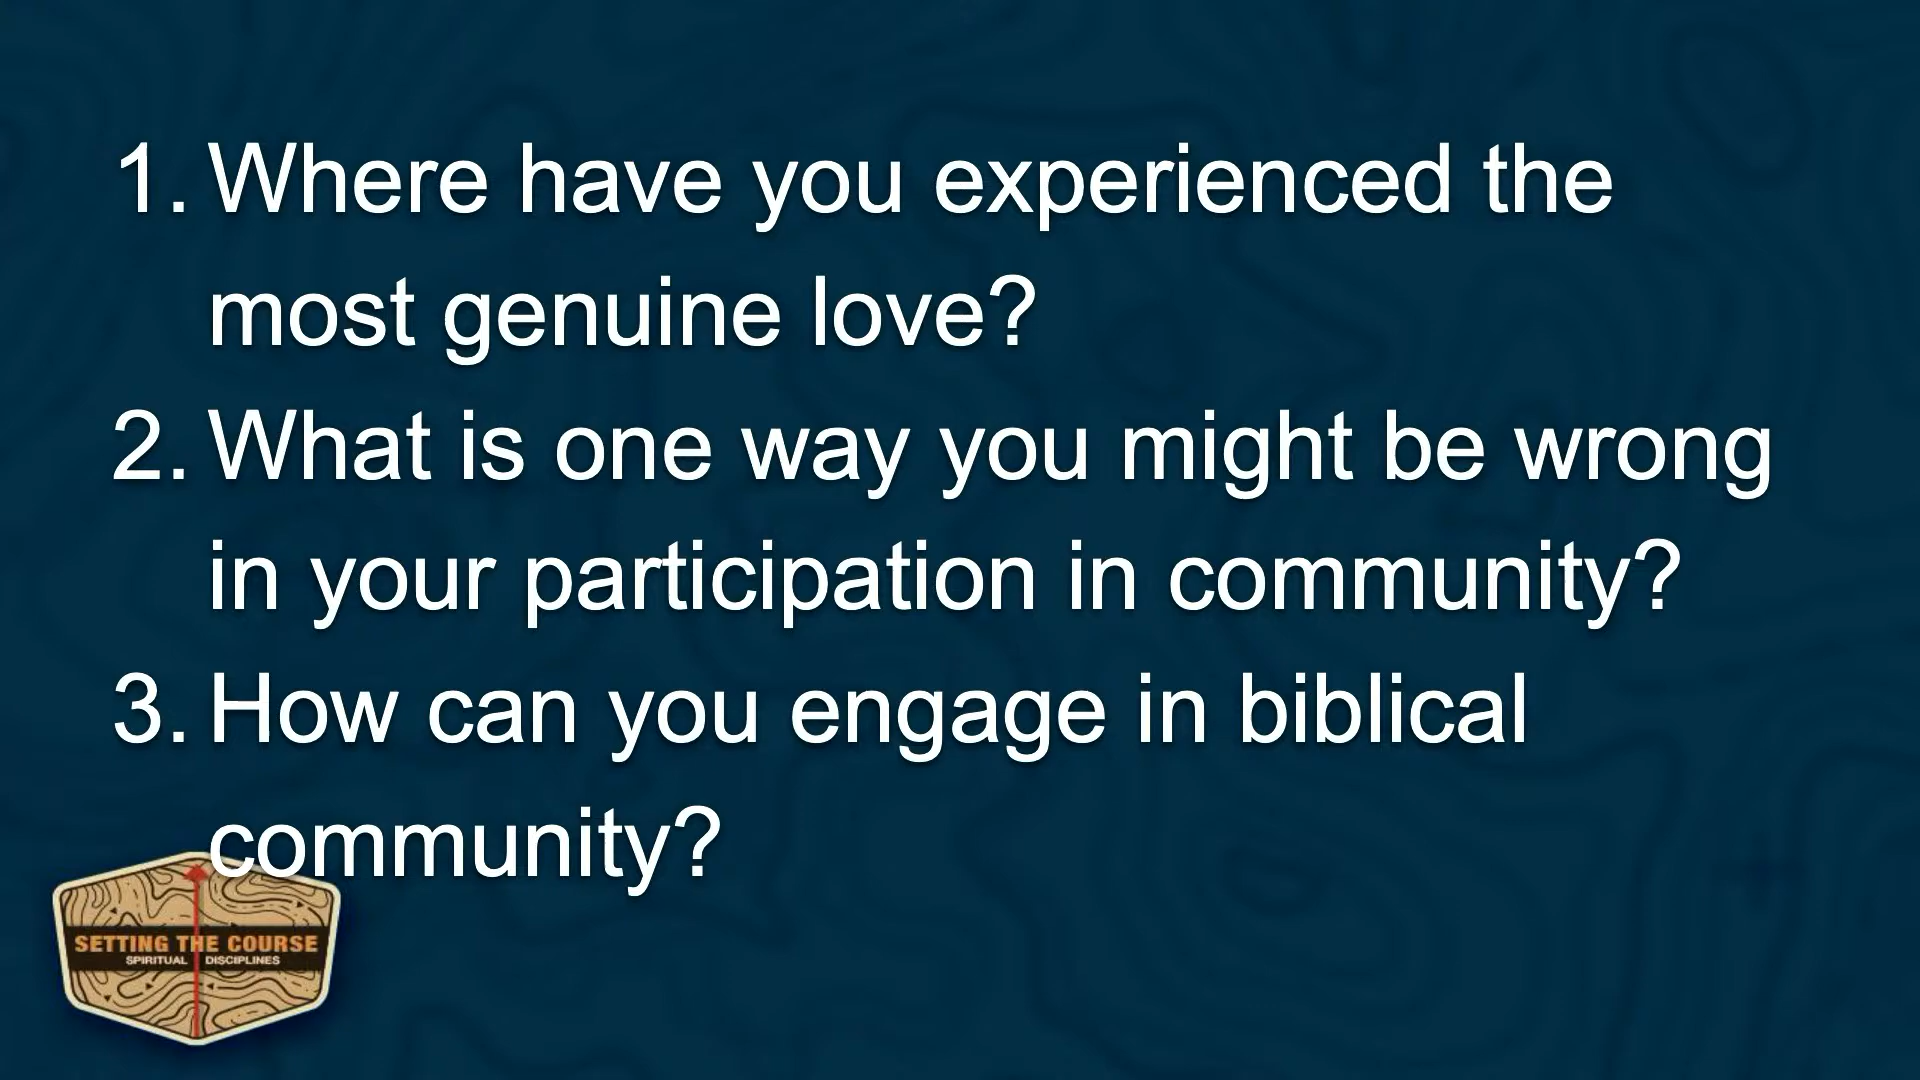 1. Where have you experienced the
most genuine love?
2. What is one way you might be wrong
in your participation in community?
3. How can you engage in biblical
community?
SETTING THE COURSE
SPIRITUAL DISCIPLINES